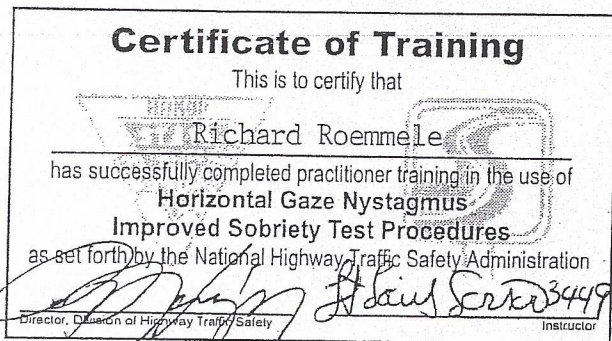 Certificate of Training
This is to certify that
Richard Roemmele
has successfully completed practitioner training in the use of
Horizontal Gaze Nystagmus
Improved Sobriety Test Procedures
as set forth by the National Highway Traffic Safety Administration
3449
Director, Division of Highway Traffic Safety
Instructor